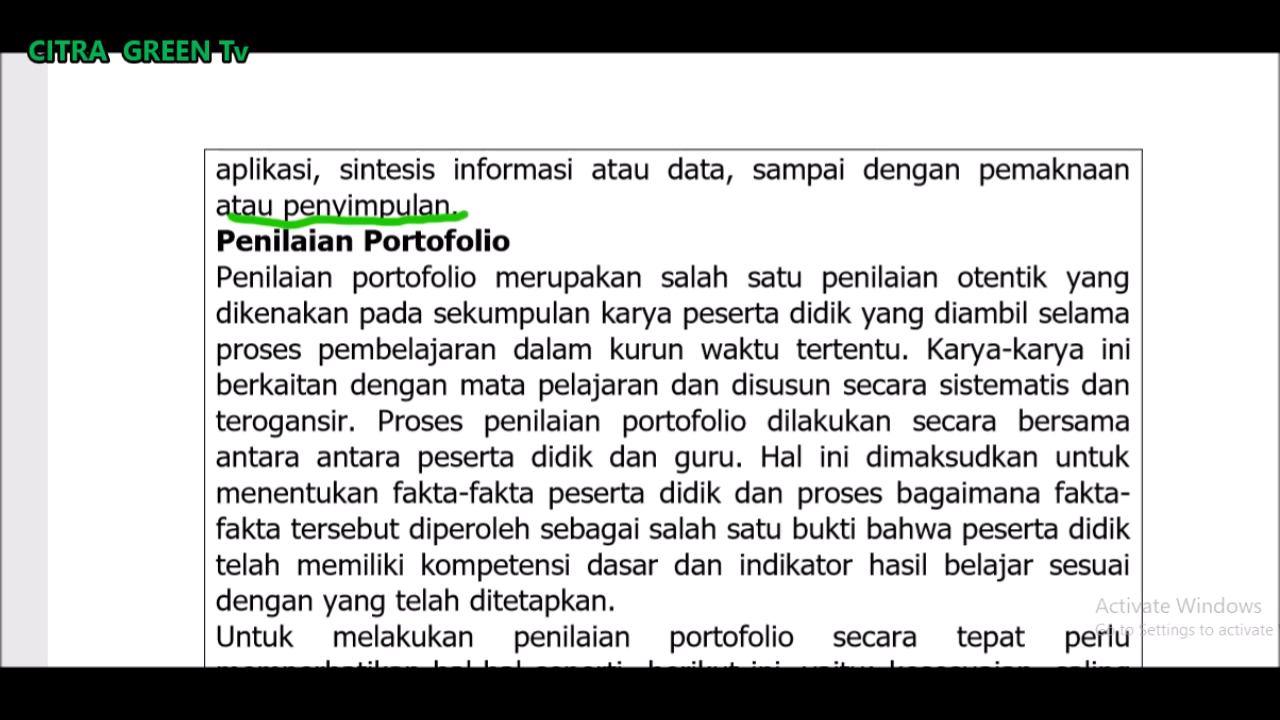 CITRA GREEN Tv
aplikasi, sintesis informasi atau data, sampai dengan pemaknaan
atau penyimpulan.
Penilaian Portofolio
Penilaian portofolio merupakan salah satu penilaian otentik yang
dikenakan pada sekumpulan karya peserta didik yang diambil selama
proses pembelajaran dalam kurun waktu tertentu. Karya-karya ini
berkaitan dengan mata pelajaran dan disusun secara sistematis dan
terogansir. Proses penilaian portofolio dilakukan secara bersama
antara antara peserta didik dan guru. Hal ini dimaksudkan untuk
menentukan fakta-fakta peserta didik dan proses bagaimana fakta-
fakta tersebut diperoleh sebagai salah satu bukti bahwa peserta didik
telah memiliki kompetensi dasar dan indikator hasil belajar sesuai
dengan yang telah ditetapkan.
Activate Windows
Go to Settings to activate
Untuk melakukan penilaian portofolio secara tepat perlu